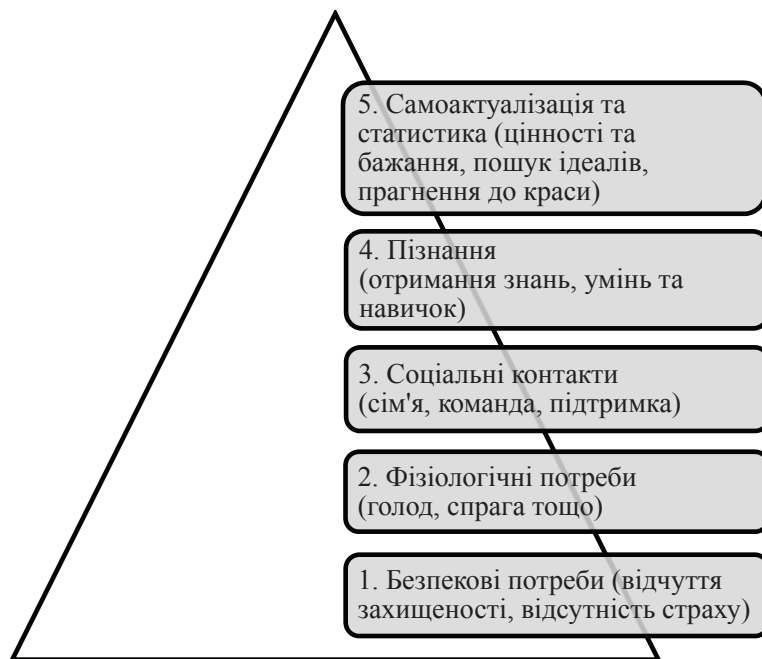 5. Самоактуалізація та
статистика (цінності та
бажання, пошук ідеалів,
прагнення до краси)
4. Пізнання
(отримання знань, умінь та
навичок)
3. Соціальні контакти
(сім'я, команда, підтримка)
2. Фізіологічні потреби
(голод, спрага тощо)
1. Безпекові потреби (відчуття
захищеності, відсутність страху)